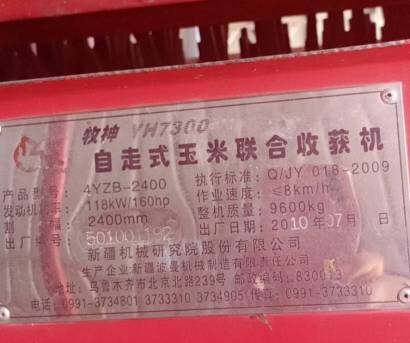 牧神 YH7300
自走式玉米联合收获机
产品型号: 4YZB-2400 执行标准: Q/JY 018-2009
发动机功率: 118kW/160hp 作业速度: ≤8km/h
割 幅: 2400mm 整机质量: 9600kg
出厂编号: 501001192 出厂日期: 2010年07月 日
新疆机械研究院股份有限公司
生产企业:新疆波曼机械制造有限责任公司
地址:乌鲁木齐市北京北路239号 邮政编码:830013
电话: 0991-3734801 3733310 3734905 传真: 0991-3733310